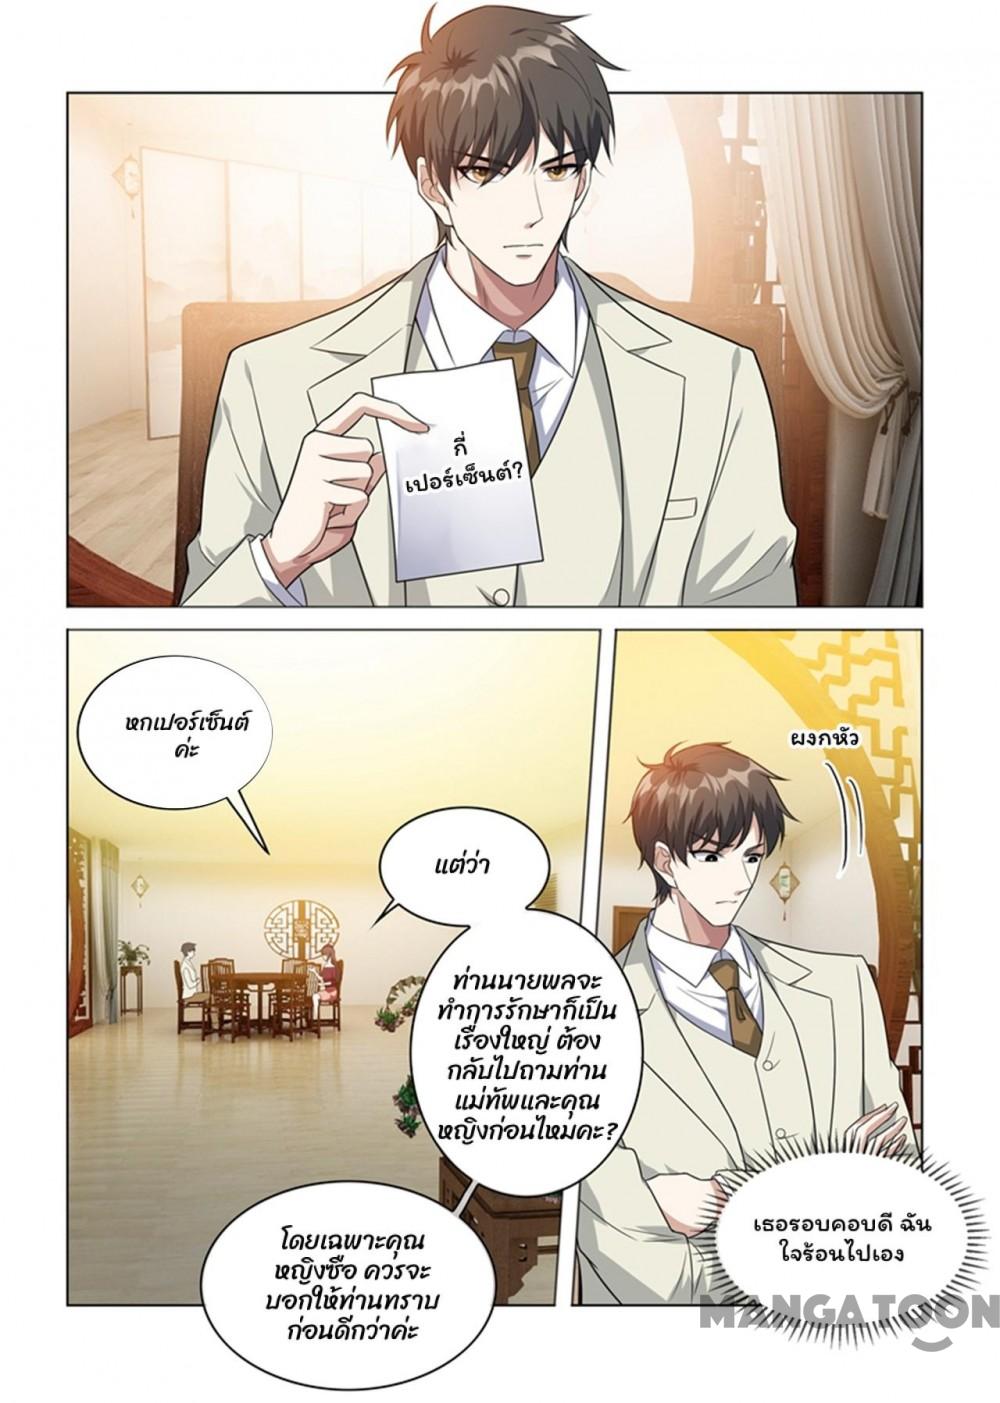 กี่
เปอร์เซ็นต์?
หกเปอร์เซ็นต์
ค่ะ
แต่ว่า
ท่านนายพลจะ
ทำการรักษาก็เป็น
เรื่องใหญ่ ต้อง
กลับไปถามท่าน
แม่ทัพและคุณ
หญิงก่อนไหมคะ?
โดยเฉพาะคุณ
หญิงซือ ควรจะ
บอกให้ท่านทราบ
ก่อนดีกว่าค่ะ
ผงกหัว
เธอรอบคอบดี ฉัน
ใจร้อนไปเอง
MANGATOON